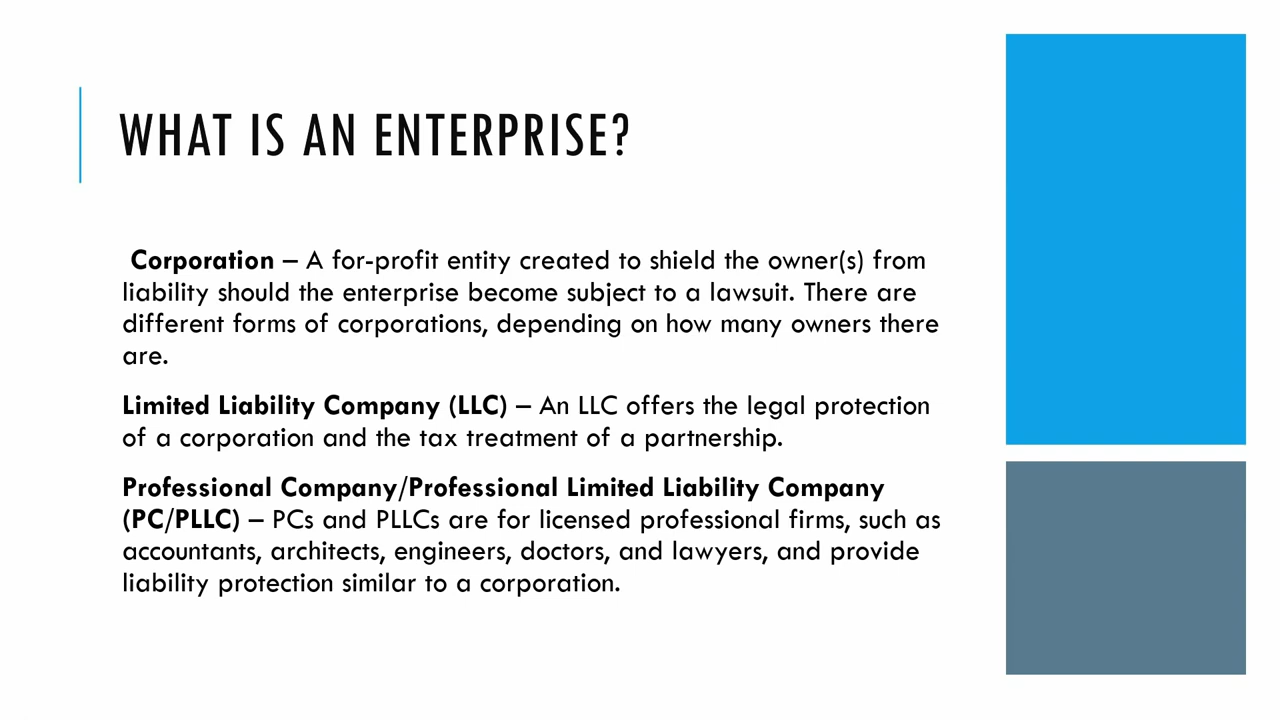 WHAT IS AN ENTERPRISE?
Corporation – A for-profit entity created to shield the owner(s) from
liability should the enterprise become subject to a lawsuit. There are
different forms of corporations, depending on how many owners there
are.
Limited Liability Company (LLC) – An LLC offers the legal protection
of a corporation and the tax treatment of a partnership.
Professional Company/Professional Limited Liability Company
(PC/PLLC) – PCs and PLLCs are for licensed professional firms, such as
accountants, architects, engineers, doctors, and lawyers, and provide
liability protection similar to a corporation.